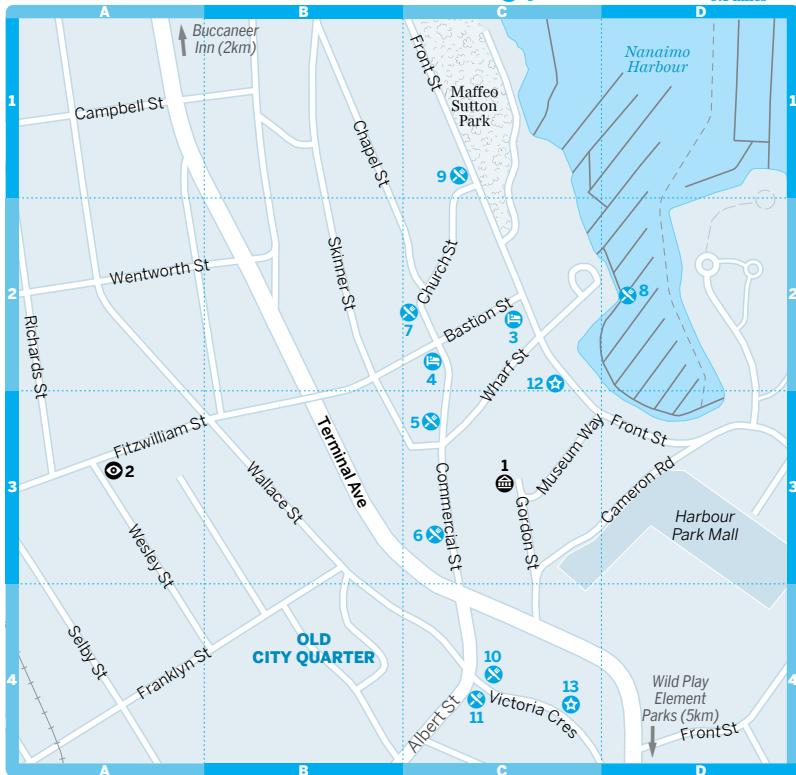 A
B
C
D
Buccaneer
Inn (2km)
Front St
Nanaimo
Harbour
1
1
Campbell St
Maffeo
Sutton
Park
Chapel St
9
Wentworth St
Skinner St
Church St
2
2
8
Richards St
7
Bastion St
3
4
Wharf St
12
5
Fitzwilliam St
Terminal Ave
Front St
2
Wallace St
Commercial St
1
Museum Way
Cameron Rd
3
3
Gordon St
Harbour
Park Mall
6
Wesley St
Selby St
OLD
CITY QUARTER
Franklyn St
10
4
4
13
Wild Play
Element
Parks (5km)
11
Victoria Cres
Albert St
Front St
A
B
C
D